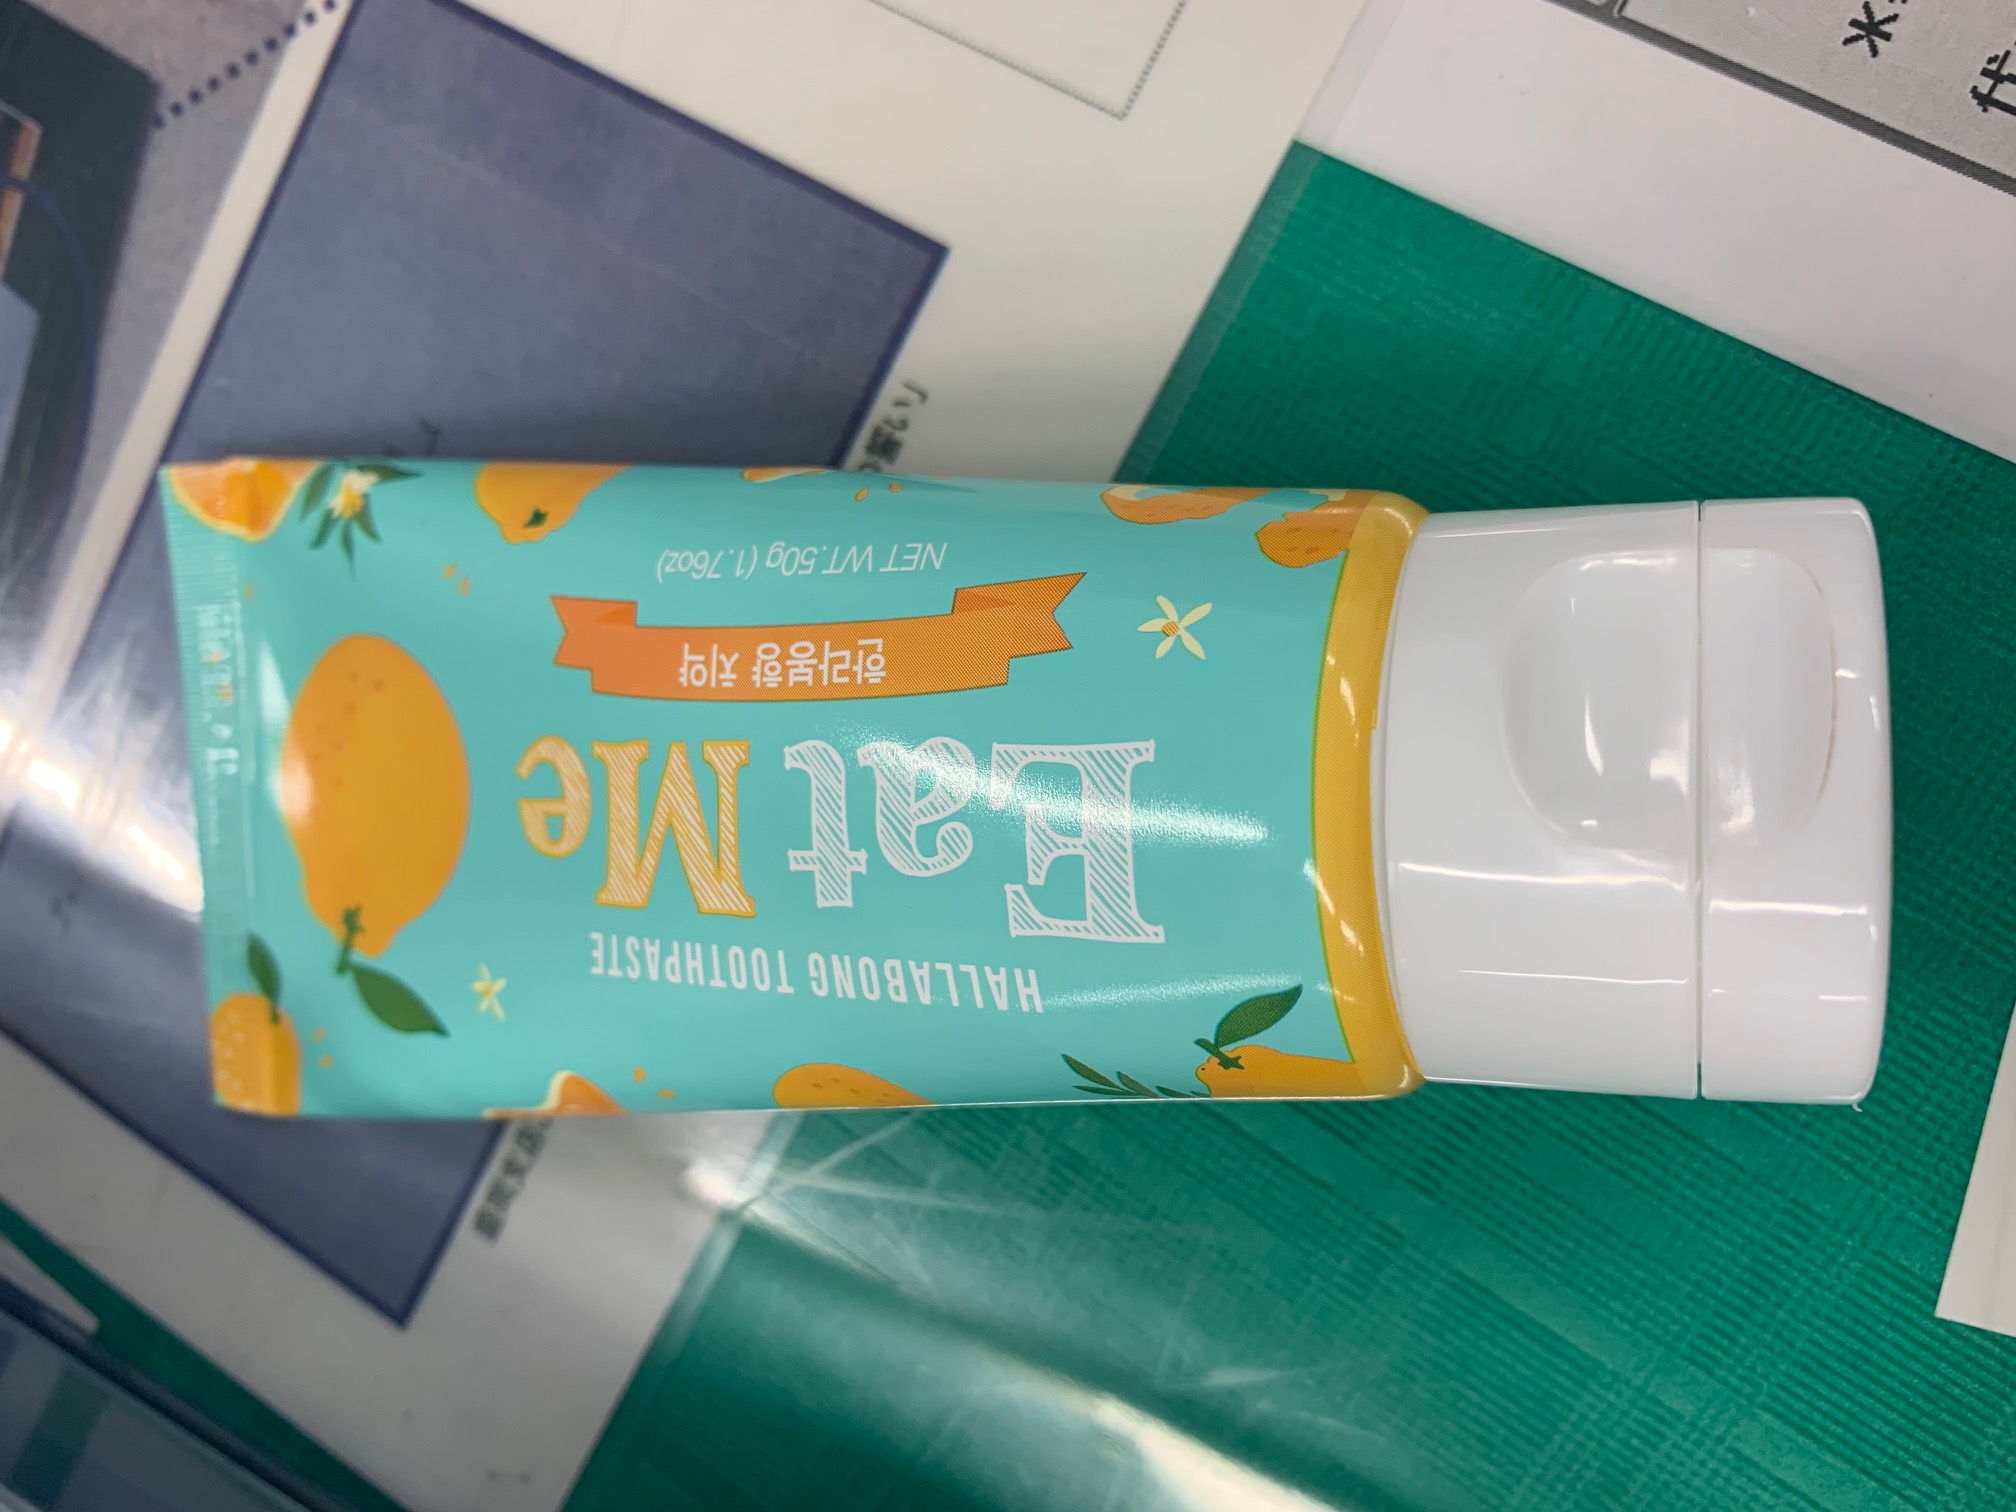 HALLABONG TOOTHPASTE
Eat Me
한라봉향 치약
NET WT.50g (1.76oz)